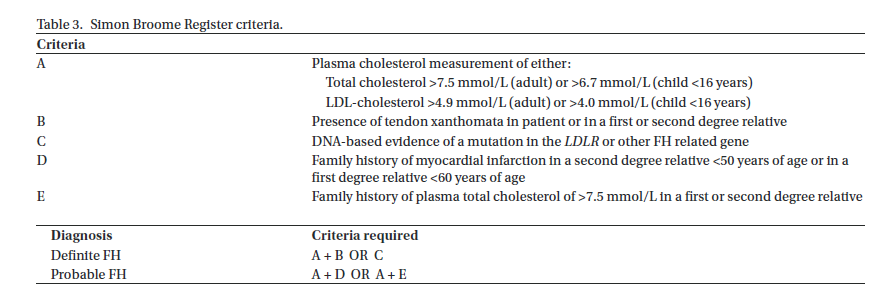 Table 3. Simon Broome Register criteria.
Criteria
A Plasma cholesterol measurement of either:
Total cholesterol >7.5 mmol/L (adult) or >6.7 mmol/L (child <16 years)
LDL-cholesterol >4.9 mmol/L (adult) or >4.0 mmol/L (child <16 years)
B Presence of tendon xanthomata in patient or in a first or second degree relative
C DNA-based evidence of a mutation in the LDLR or other FH related gene
D Family history of myocardial infarction in a second degree relative <50 years of age or in a
first degree relative <60 years of age
E Family history of plasma total cholesterol of >7.5 mmol/L in a first or second degree relative
Diagnosis Criteria required
Definite FH A + B OR C
Probable FH A + D OR A + E